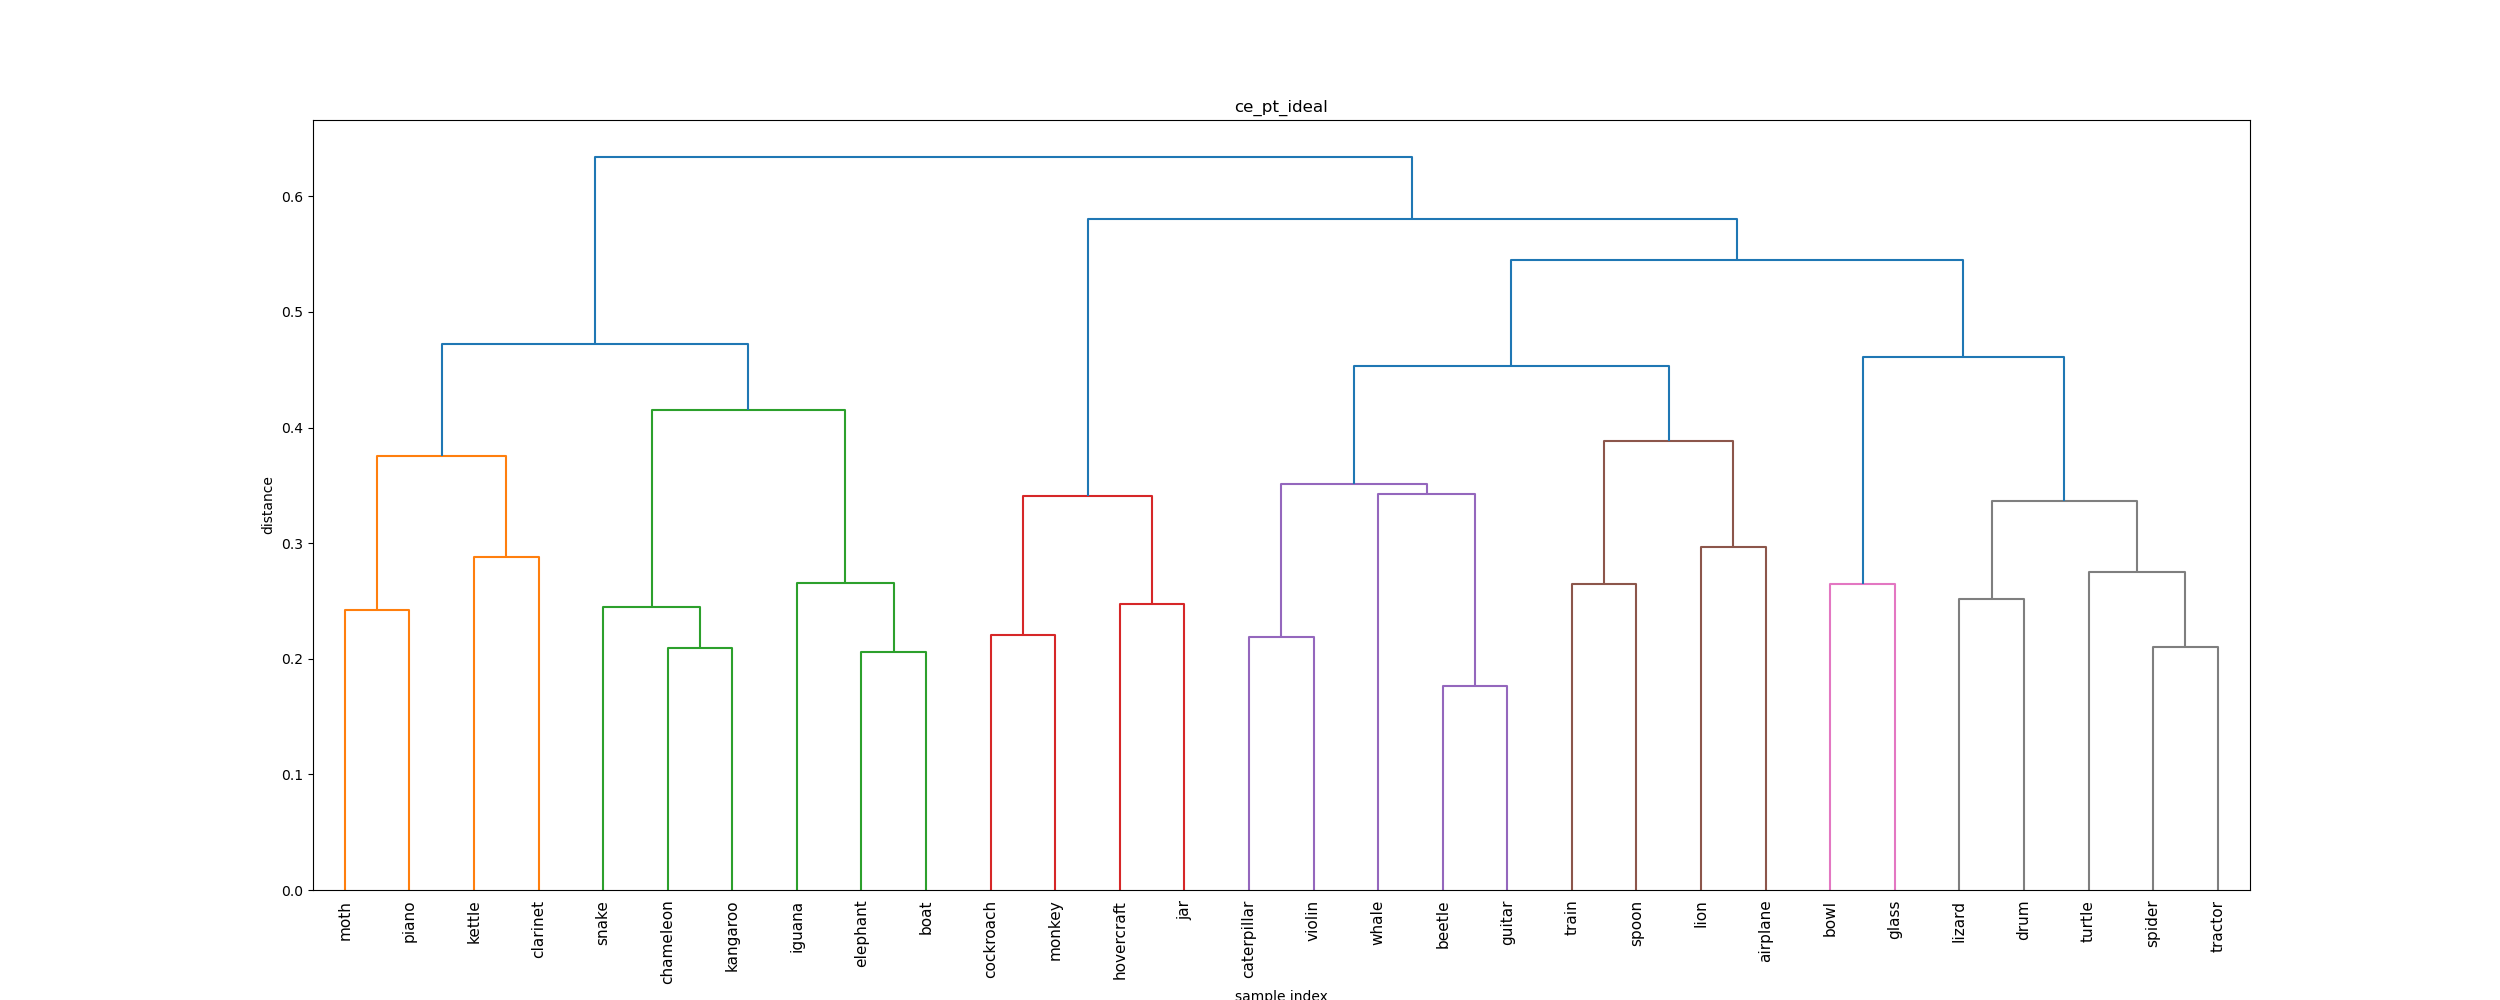 ce_pt_ideal
distance
0.6
0.5
0.4
0.3
0.2
0.1
0.0
moth
piano
kettle
clarinet
snake
chameleon
kangaroo
iguana
elephant
boat
cockroach
monkey
hovercraft
jar
caterpillar
violin
whale
beetle
guitar
train
spoon
lion
airplane
bowl
glass
lizard
drum
turtle
spider
tractor
sample index